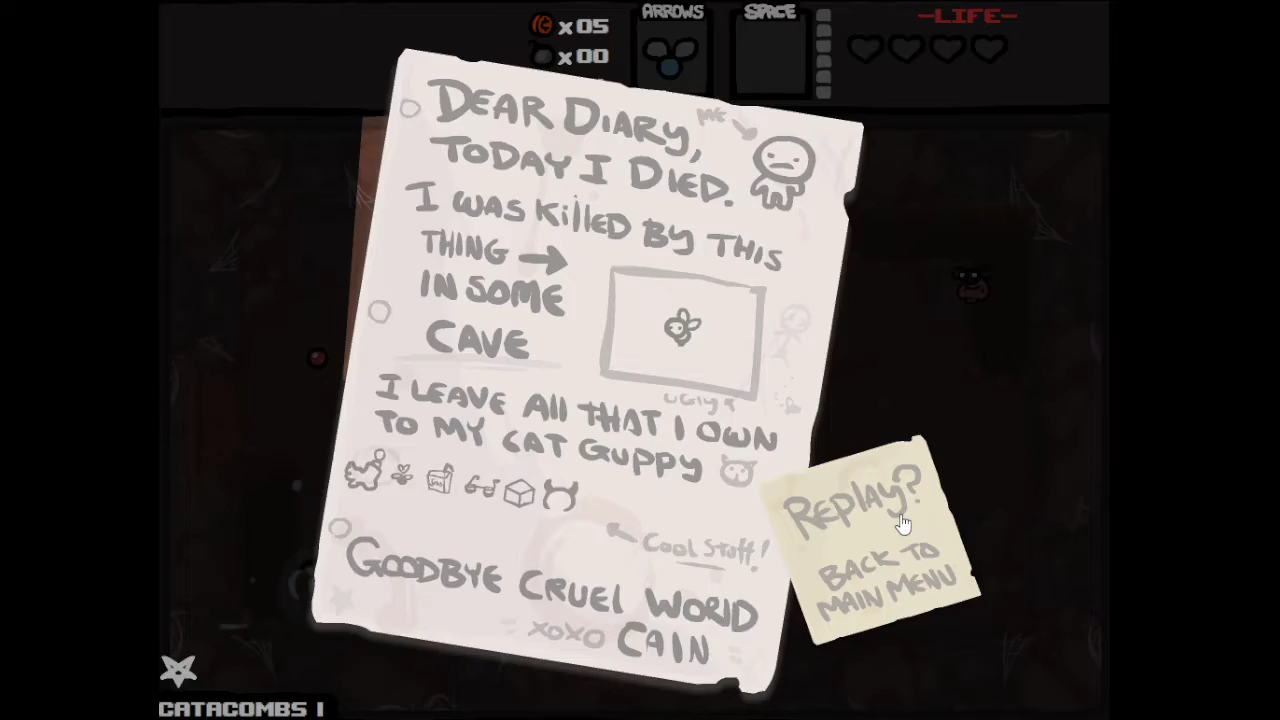 x05
x00
ARROWS
SPACE
-LIFE-
DEAR DIARY,
ME
TODAY I DIED.
I WAS KillED BY THIS
THING →
IN SOME
CAVE
UGLY
I LEAVE All THAT I OWN
TO MY CAT GUPPY
COOL STUFF!
GOODBYE CRUEL WORLD
XOXO CAIN
REPLAY?
BACK TO
MAIN MENU
CATACOMBS I